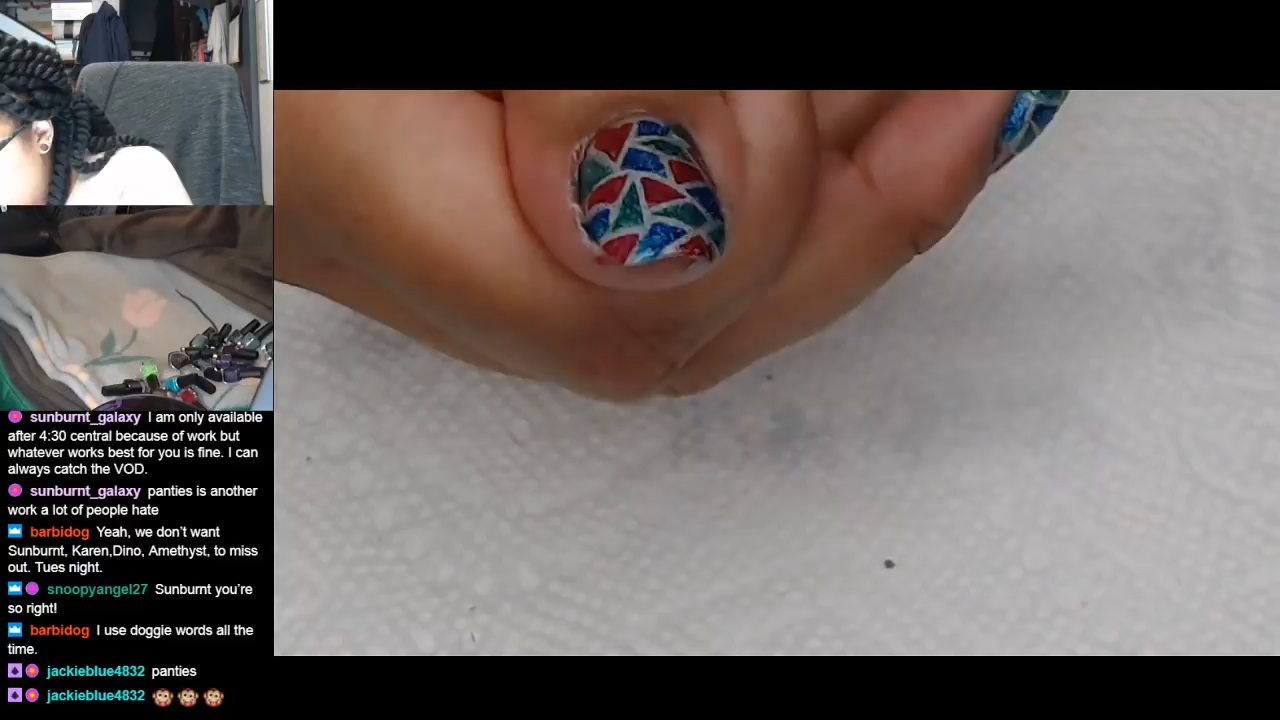 sunburnt_galaxy I am only available
after 4:30 central because of work but
whatever works best for you is fine. I can
always catch the VOD.
sunburnt_galaxy panties is another
work a lot of people hate
barbidog Yeah, we don't want
Sunburnt, Karen,Dino, Amethyst, to miss
out. Tues night.
snoopyangel27 Sunburnt you're
so right!
barbidog I use doggie words all the
time.
jackieblue4832 panties
jackieblue4832 🙊🙊🙊